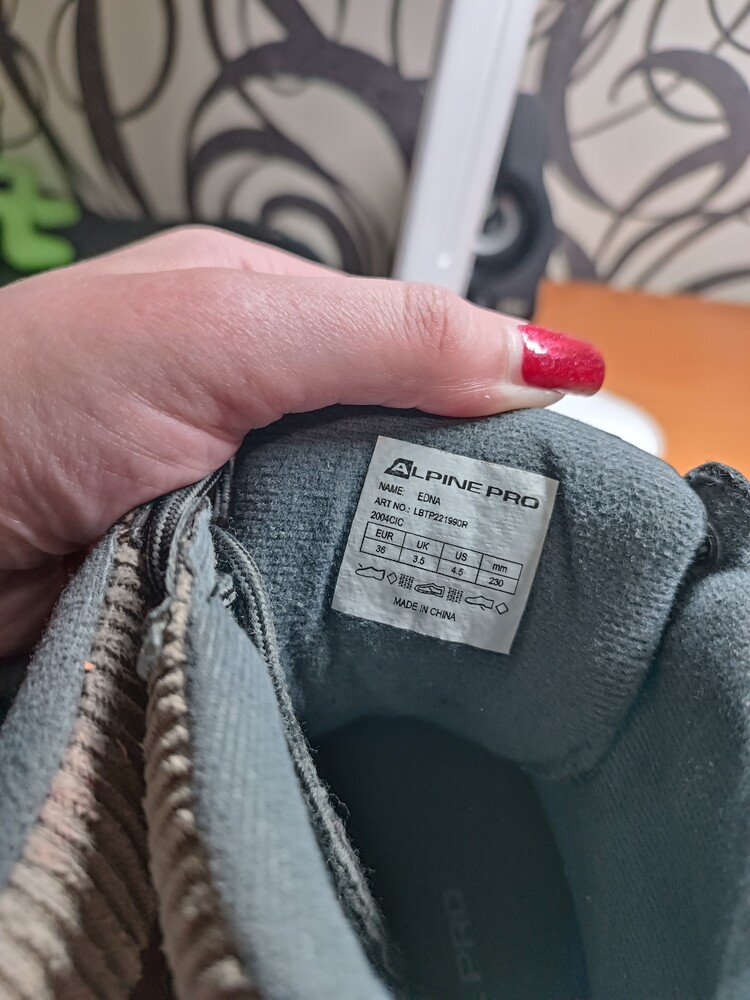 ALPINE PRO
NAME: EDNA
ART NO.: LBTP221990R
2004CIC
EUR UK US mm
36 3.5 4.5 230
MADE IN CHINA
PRO